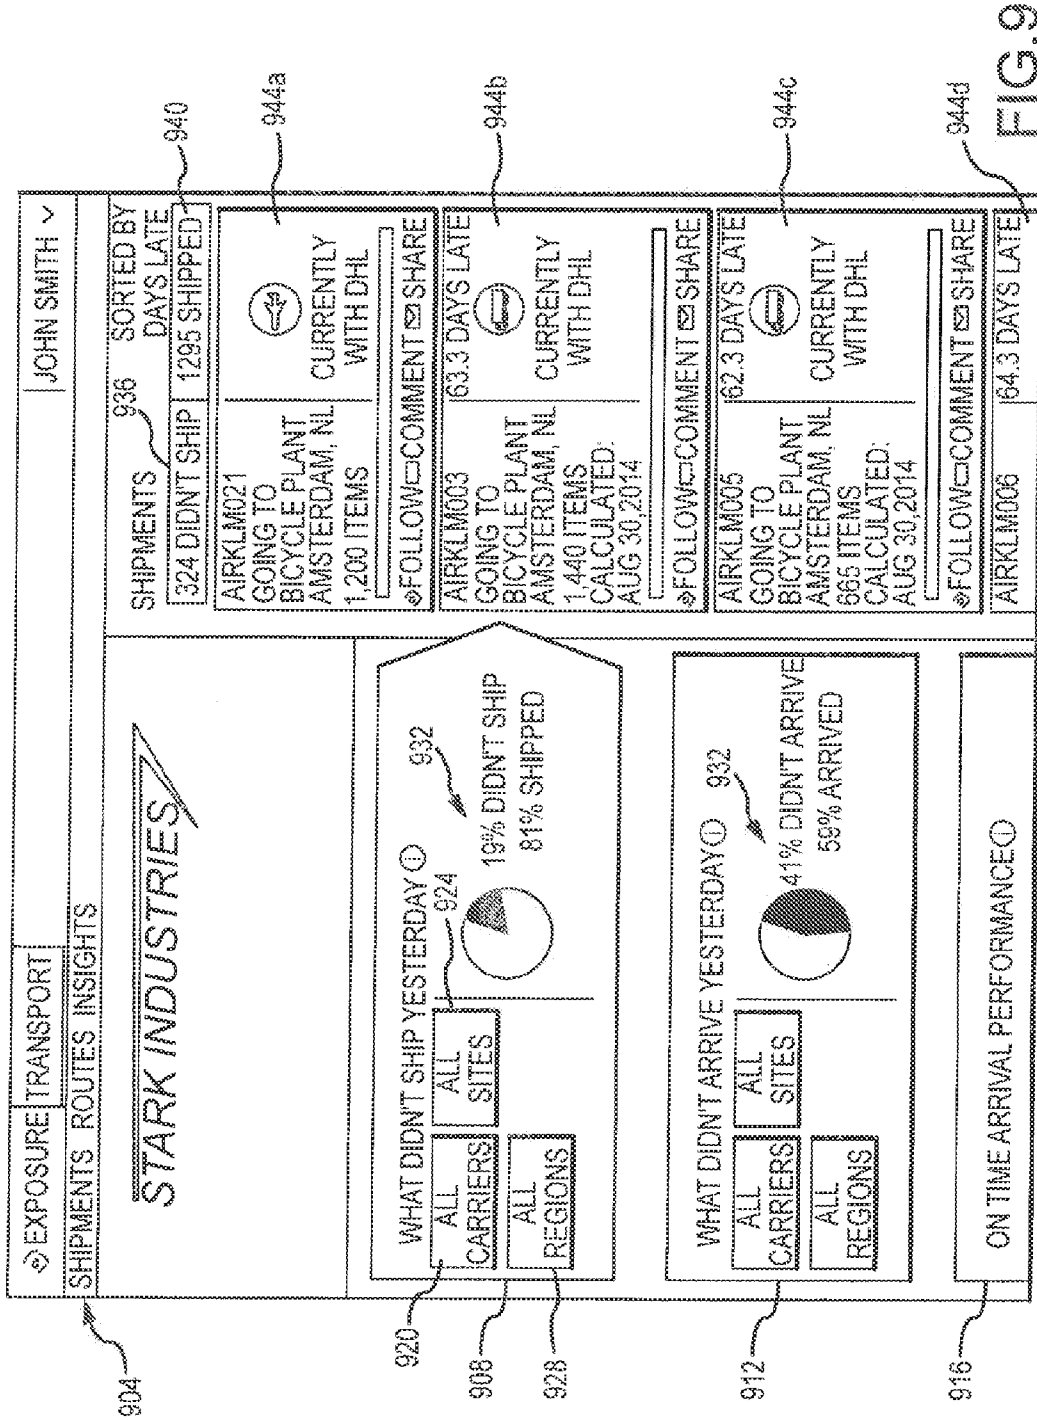 EXPOSURE TRANSPORT JOHN SMITH
SHIPMENTS ROUTES INSIGHTS
904
STARK INDUSTRIES
SHIPMENTS
936
SORTED BY
DAYS LATE
324 DIDN'T SHIP
1295 SHIPPED
940
AIRKLM021
GOING TO
BICYCLE PLANT
AMSTERDAM, NL
1,200 ITEMS
CURRENTLY
WITH DHL
FOLLOW COMMENT SHARE
944a
WHAT DIDN'T SHIP YESTERDAY i
920
ALL
CARRIERS
ALL
SITES
924
908
ALL
REGIONS
928
932
19% DIDN'T SHIP
81% SHIPPED
AIRKLM003
GOING TO
BICYCLE PLANT
AMSTERDAM, NL
1,440 ITEMS
CALCULATED:
AUG 30,2014
63.3 DAYS LATE
CURRENTLY
WITH DHL
FOLLOW COMMENT SHARE
944b
WHAT DIDN'T ARRIVE YESTERDAY i
ALL
CARRIERS
ALL
SITES
912
ALL
REGIONS
932
41% DIDN'T ARRIVE
59% ARRIVED
AIRKLM005
GOING TO
BICYCLE PLANT
AMSTERDAM, NL
665 ITEMS
CALCULATED:
AUG 30,2014
62.3 DAYS LATE
CURRENTLY
WITH DHL
FOLLOW COMMENT SHARE
944c
916
ON TIME ARRIVAL PERFORMANCE i
AIRKLM006
64.3 DAYS LATE
944d
FIG.9